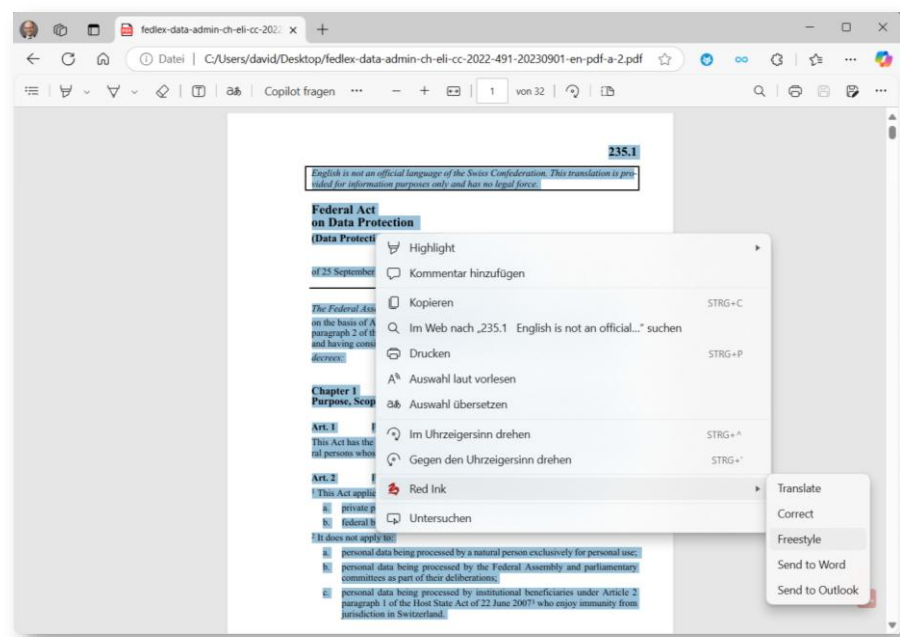 fedlex-data-admin-ch-eli-cc-202
Datei | C:/Users/david/Desktop/fedlex-data-admin-ch-eli-cc-2022-491-20230901-en-pdf-a-2.pdf
Copilot fragen
1 von 32
235.1
English is not an official language of the Swiss Confederation. This translation is pro-
vided for information purposes only and has no legal force.
Federal Act
on Data Protection
(Data Protecti
of 25 September
The Federal Ass
on the basis of A
paragraph 2 of th
and having consi
decrees:
Chapter 1
Purpose, Scop
Art. 1
This Act has the
ral persons whos
Art. 2
1 This Act applie
a. private p
b. federal b
2 It does not apply to:
a. personal data being processed by a natural person exclusively for personal use;
b. personal data being processed by the Federal Assembly and parliamentary
committees as part of their deliberations;
c. personal data being processed by institutional beneficiaries under Article 2
paragraph 1 of the Host State Act of 22 June 2007³ who enjoy immunity from
jurisdiction in Switzerland.
Highlight
Kommentar hinzufügen
Kopieren STRG+C
Im Web nach „235.1 English is not an official..." suchen
Drucken STRG+P
Auswahl laut vorlesen
Auswahl übersetzen
Im Uhrzeigersinn drehen STRG+^
Gegen den Uhrzeigersinn drehen STRG+'
Red Ink
Untersuchen
Translate
Correct
Freestyle
Send to Word
Send to Outlook